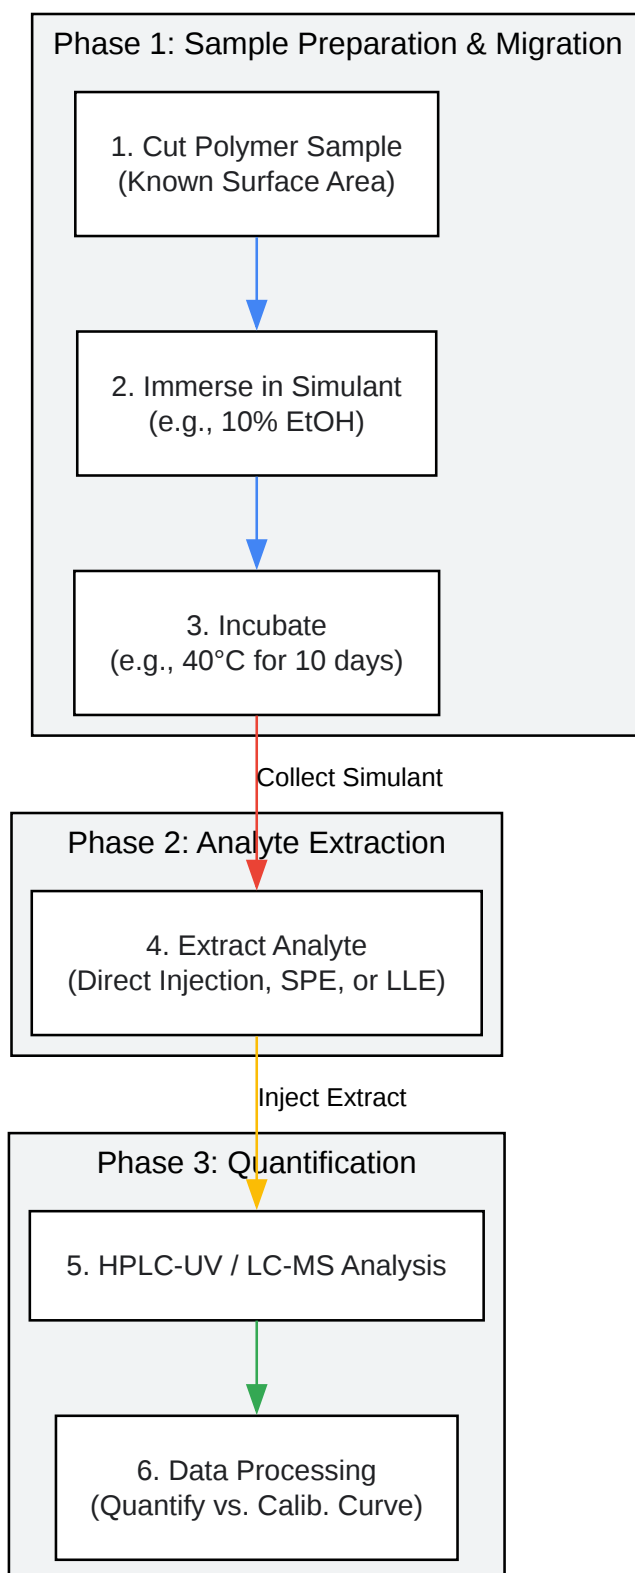 Phase 1: Sample Preparation & Migration
1. Cut Polymer Sample
(Known Surface Area)
2. Immerse in Simulant
(e.g., 10% EtOH)
3. Incubate
(e.g., 40°C for 10 days)
Collect Simulant
Phase 2: Analyte Extraction
4. Extract Analyte
(Direct Injection, SPE, or LLE)
Inject Extract
Phase 3: Quantification
5. HPLC-UV / LC-MS Analysis
6. Data Processing
(Quantify vs. Calib. Curve)